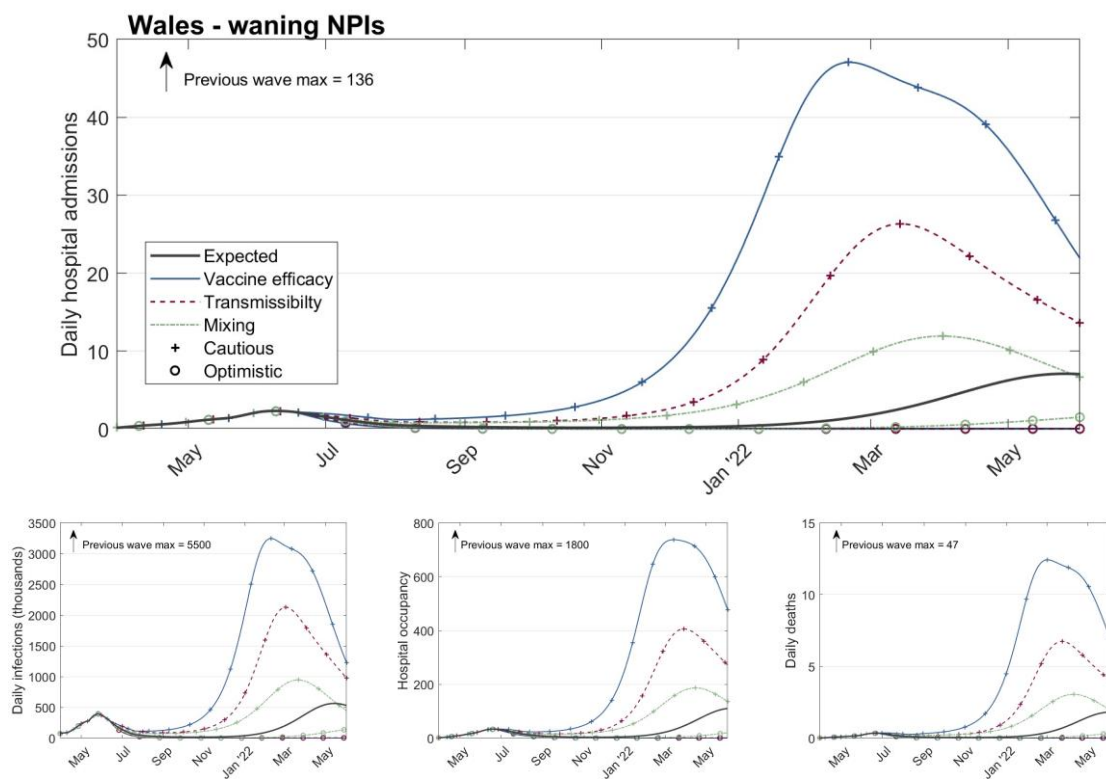 Wales - waning NPIs
50
Previous wave max = 136
40
30
20
10
0
Daily hospital admissions
Expected
Vaccine efficacy
Transmissibilty
Mixing
Cautious
Optimistic
May
Jul
Sep
Nov
Jan '22
Mar
May
3500
Previous wave max = 5500
3000
2500
2000
1500
1000
500
0
Daily infections (thousands)
May
Jul
Sep
Nov
Jan '22
Mar
May
800
Previous wave max = 1800
600
400
200
0
Hospital occupancy
May
Jul
Sep
Nov
Jan '22
Mar
May
15
Previous wave max = 47
10
5
0
Daily deaths
May
Jul
Sep
Nov
Jan '22
Mar
May